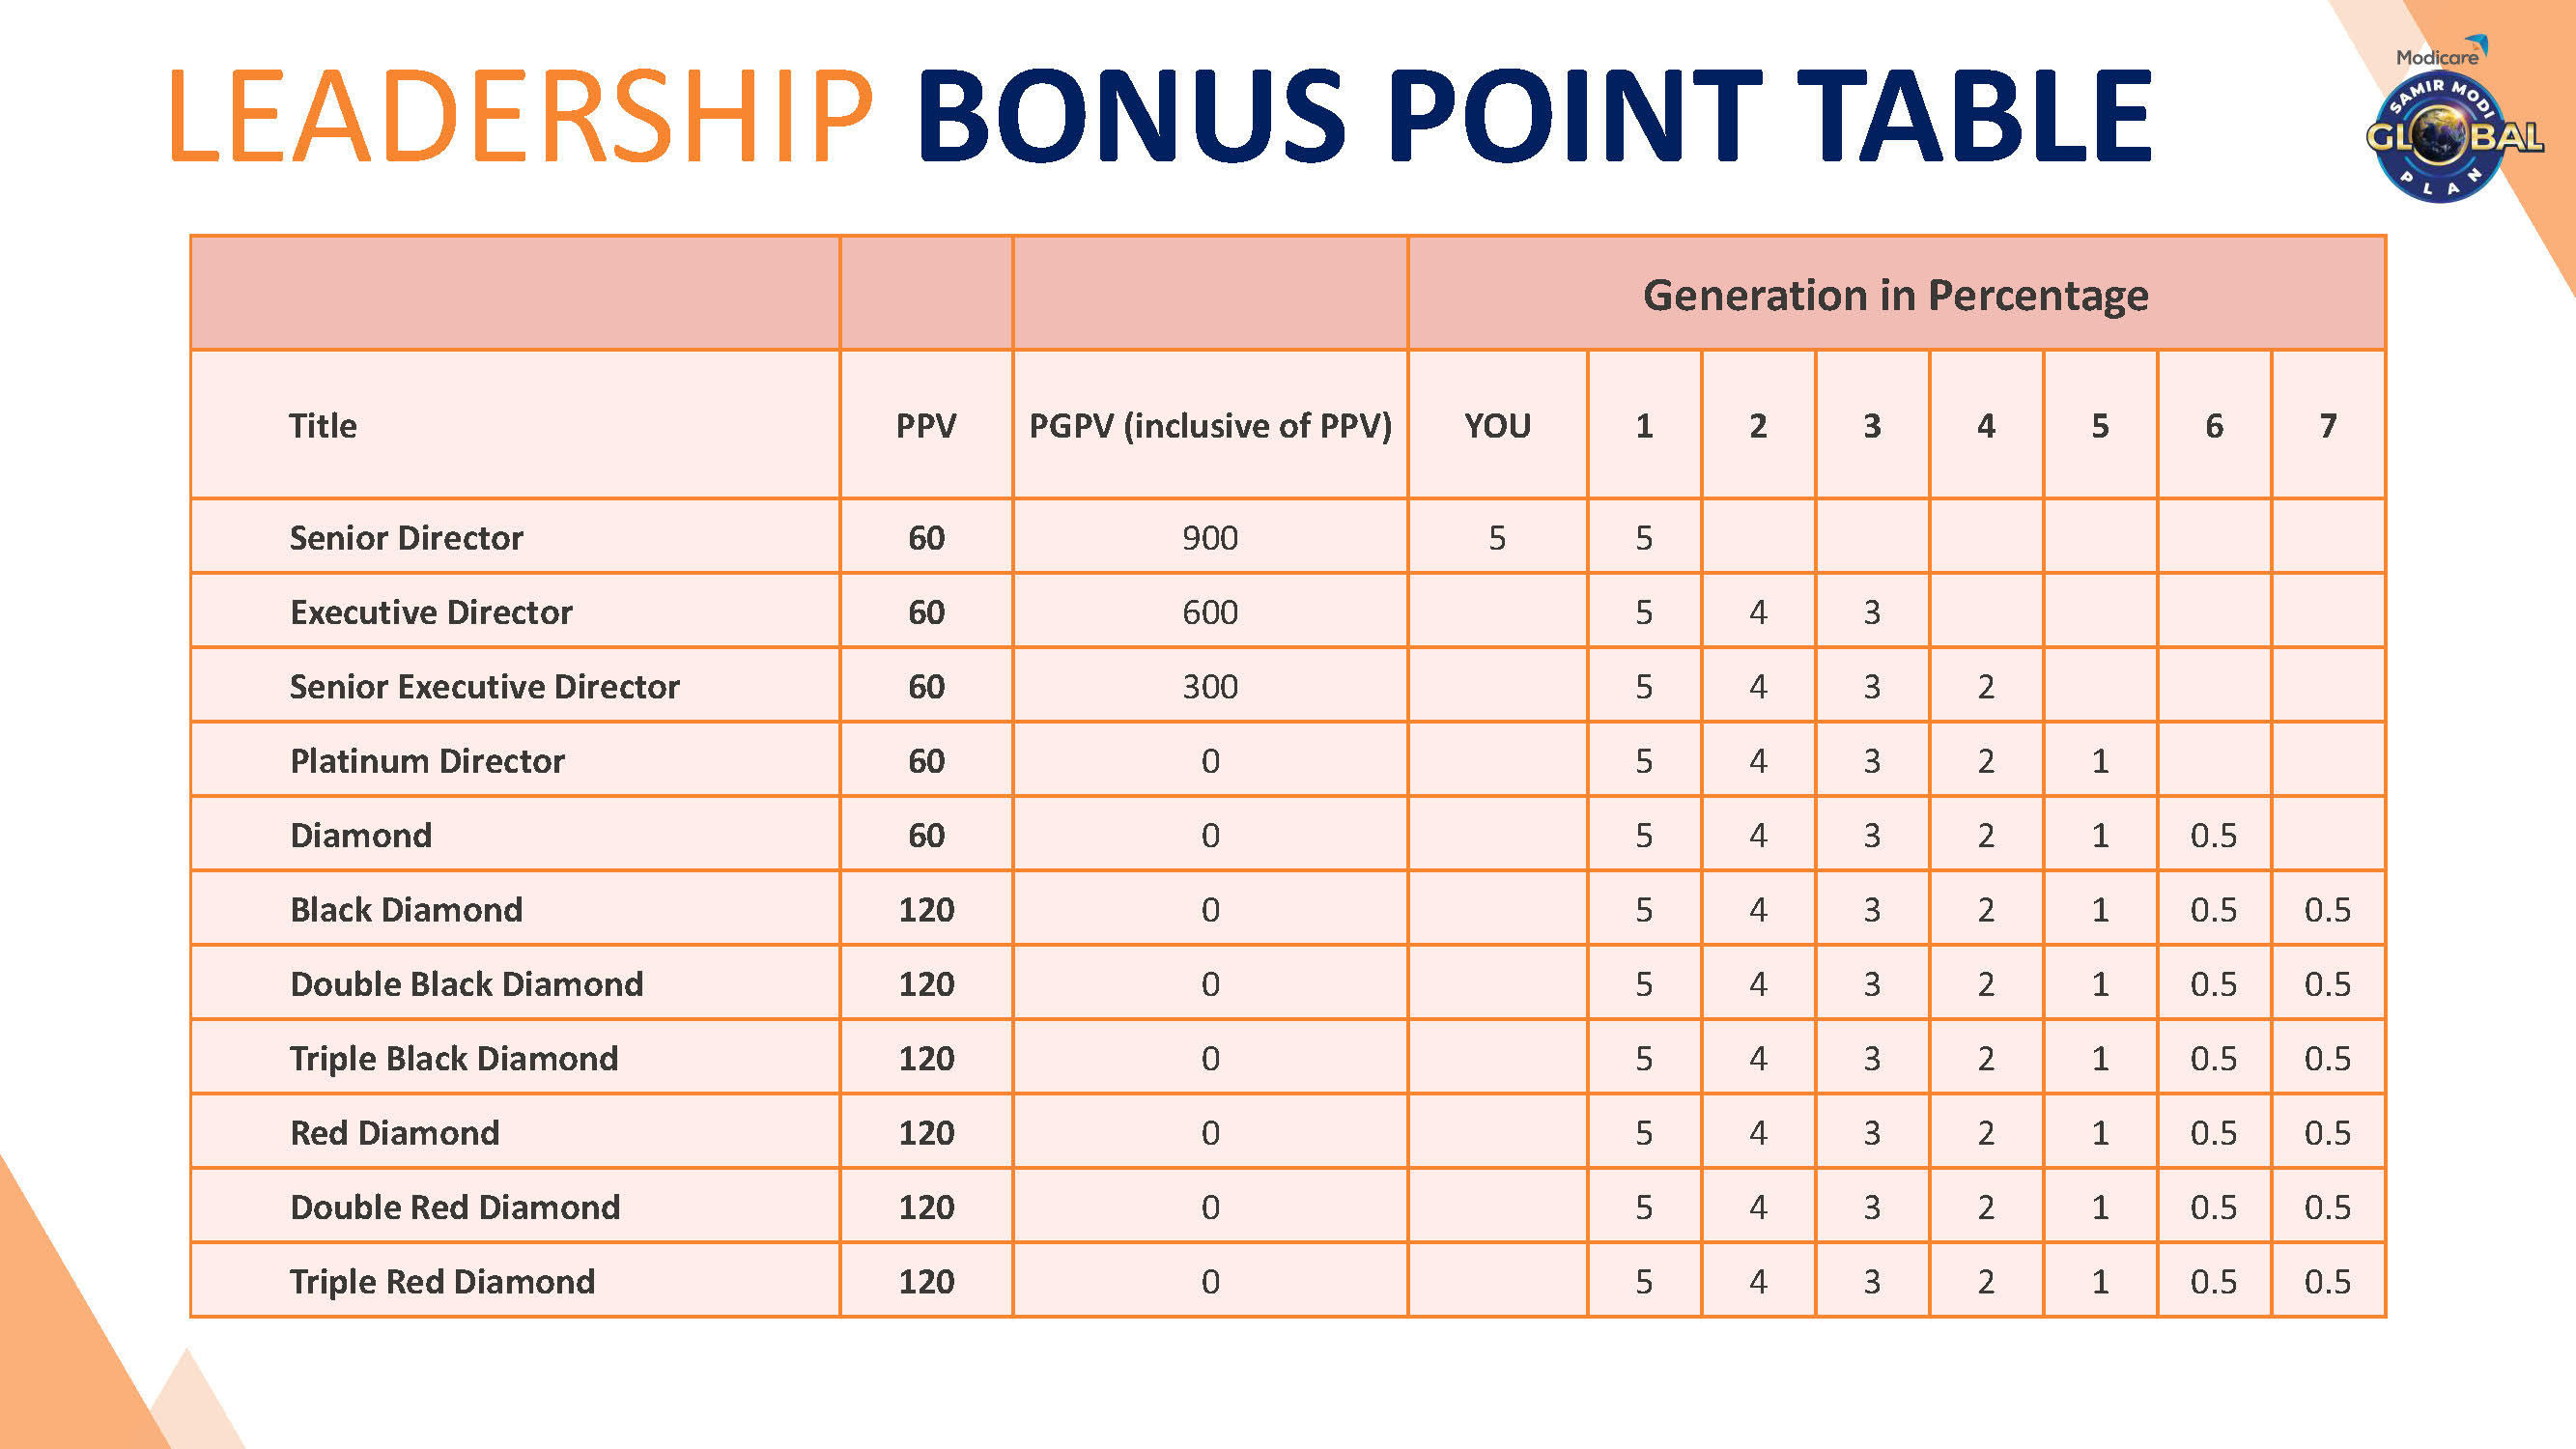 LEADERSHIP BONUS POINT TABLE
Modicare
SAMIR MODI
GLOBAL
PLAN
Generation in Percentage
Title PPV PGPV (inclusive of PPV) YOU 1 2 3 4 5 6 7
Senior Director 60 900 5 5
Executive Director 60 600 5 4 3
Senior Executive Director 60 300 5 4 3 2
Platinum Director 60 0 5 4 3 2 1
Diamond 60 0 5 4 3 2 1 0.5
Black Diamond 120 0 5 4 3 2 1 0.5 0.5
Double Black Diamond 120 0 5 4 3 2 1 0.5 0.5
Triple Black Diamond 120 0 5 4 3 2 1 0.5 0.5
Red Diamond 120 0 5 4 3 2 1 0.5 0.5
Double Red Diamond 120 0 5 4 3 2 1 0.5 0.5
Triple Red Diamond 120 0 5 4 3 2 1 0.5 0.5